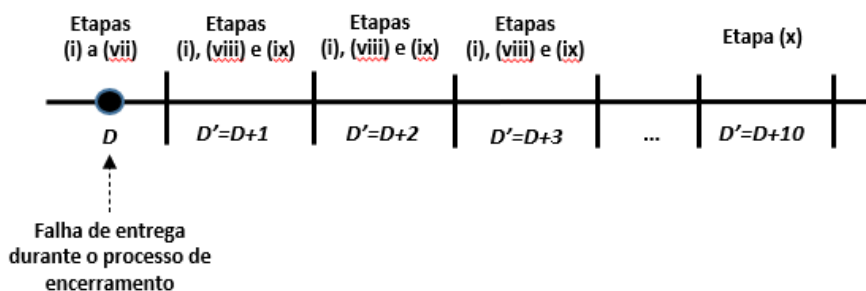 Etapas
(i) a (vii)
Etapas
(i), (viii) e (ix)
Etapas
(i), (viii) e (ix)
Etapas
(i), (viii) e (ix)
Etapa (x)
D
D’=D+1
D’=D+2
D’=D+3
...
D’=D+10
Falha de entrega
durante o processo de
encerramento